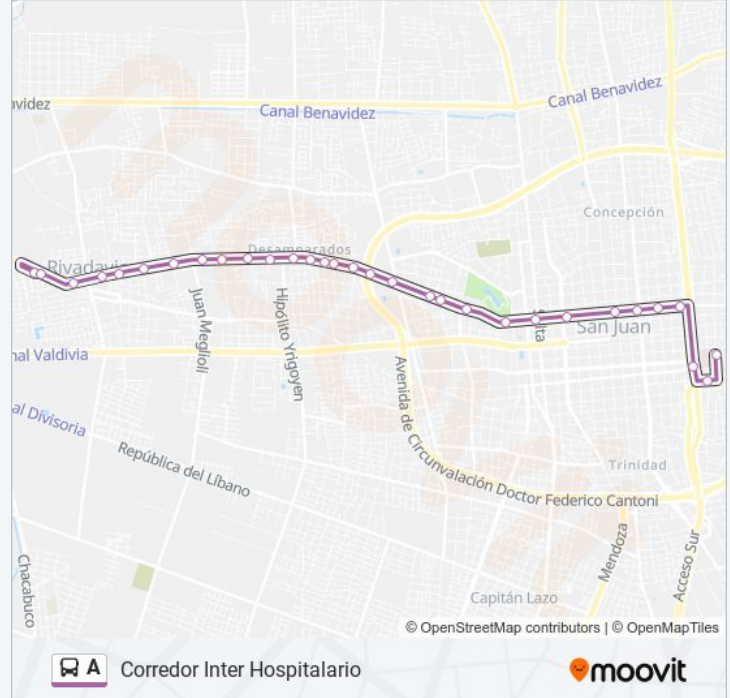 Canal Benavidez
videz
Canal Benavidez
Concepción
Desamparados
Rivadavia
Juan Meglioli
Hipólito Yrigoyen
Salta
San Juan
nal Valdivia
Avenida de Circunvalación Doctor Federico Cantoni
al Divisoria
República del Líbano
Trinidad
Mendoza
Acceso Sur
Chacabuco
Capitán Lazo
© OpenStreetMap contributors | © OpenMapTiles
A Corredor Inter Hospitalario
moovit